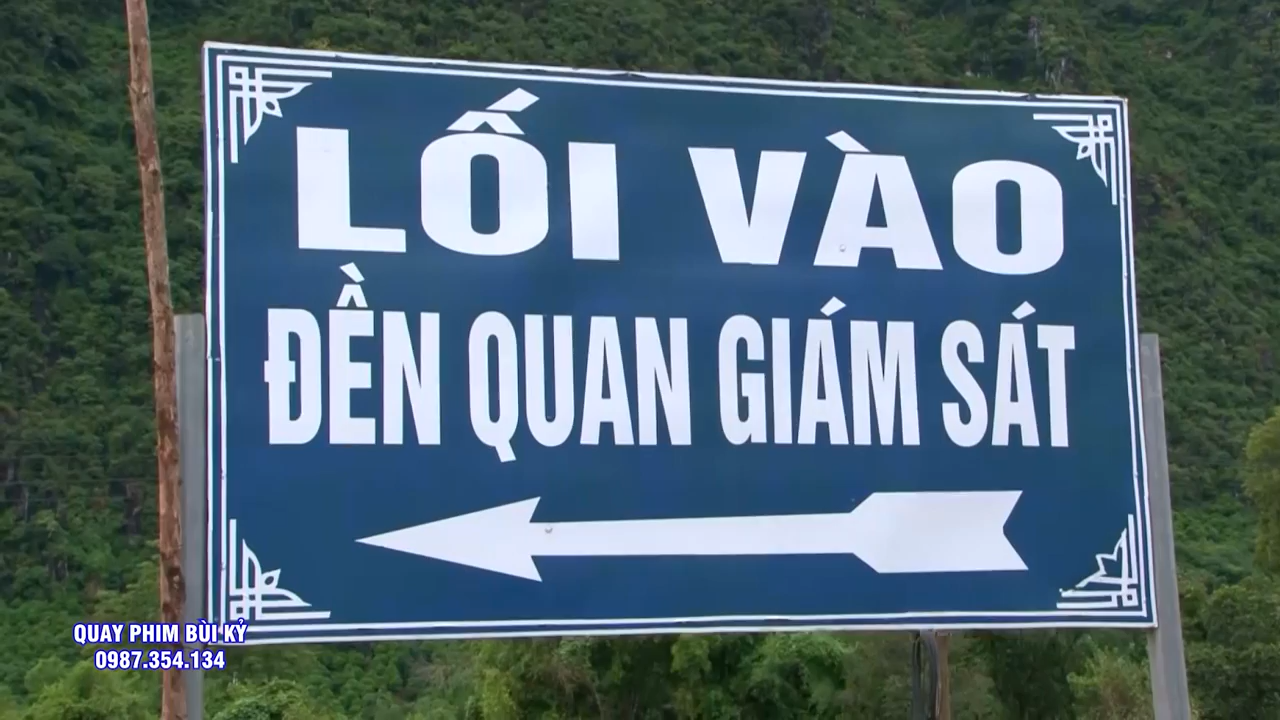 LỐI VÀO
ĐỀN QUAN GIÁM SÁT
QUAY PHIM BÙI KỶ
0987.354.134